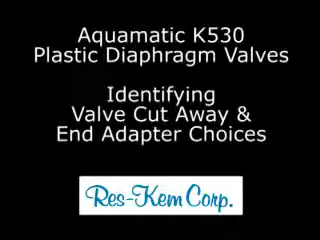 Aquamatic K530
Plastic Diaphragm Valves
Identifying
Valve Cut Away &
End Adapter Choices
Res-Kem Corp.